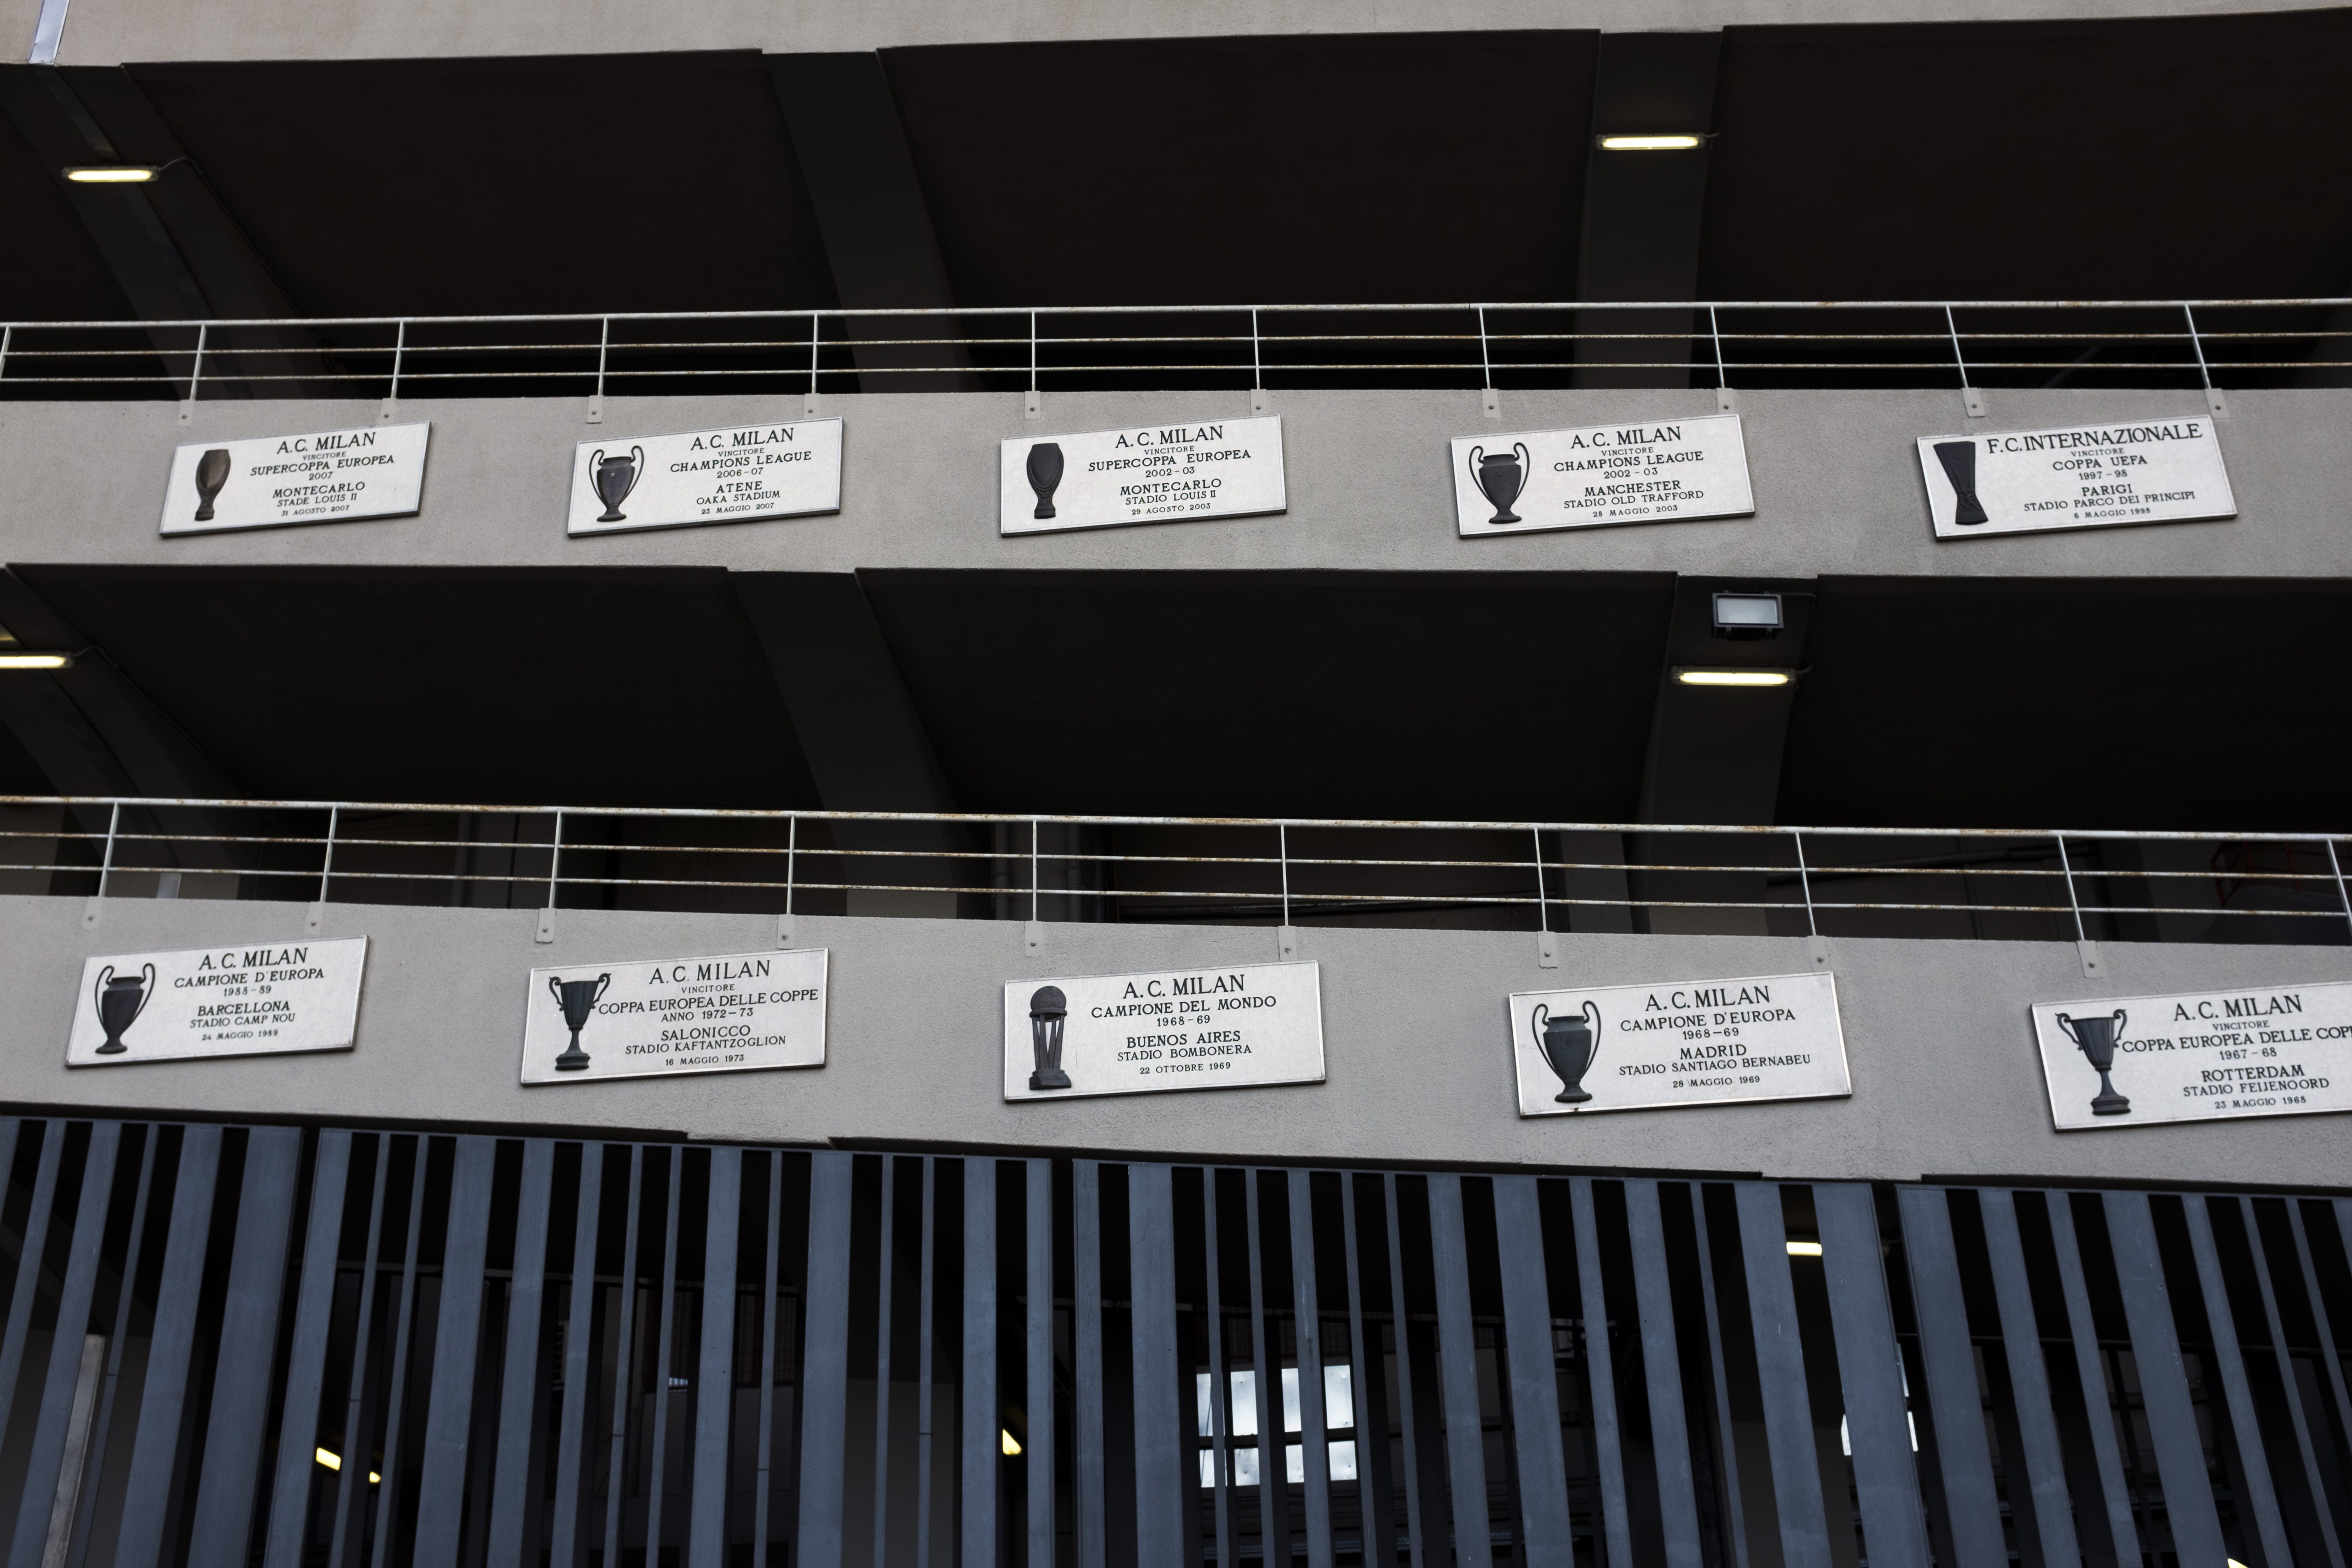 A.C. MILAN
VINCITORE
SUPERCOPPA EUROPEA
2007
MONTECARLO
STADE LOUIS II
31 AGOSTO 2007
A.C. MILAN
VINCITORE
CHAMPIONS LEAGUE
2006-07
ATENE
OAKA STADIUM
23 MAGGIO 2007
A.C. MILAN
VINCITORE
SUPERCOPPA EUROPEA
2002-03
MONTECARLO
STADIO LOUIS II
29 AGOSTO 2003
A.C. MILAN
VINCITORE
CHAMPIONS LEAGUE
2002-03
MANCHESTER
STADIO OLD TRAFFORD
28 MAGGIO 2003
F.C.INTERNAZIONALE
VINCITORE
COPPA UEFA
1997-98
PARIGI
STADIO PARCO DEI PRINCIPI
6 MAGGIO 1998
A.C. MILAN
CAMPIONE D'EUROPA
1988-89
BARCELLONA
STADIO CAMP NOU
24 MAGGIO 1989
A.C. MILAN
VINCITORE
COPPA EUROPEA DELLE COPPE
ANNO 1972-73
SALONICCO
STADIO KAFTANTZOGLION
16 MAGGIO 1973
A.C. MILAN
CAMPIONE DEL MONDO
1968-69
BUENOS AIRES
STADIO BOMBONERA
22 OTTOBRE 1969
A.C. MILAN
CAMPIONE D'EUROPA
1968-69
MADRID
STADIO SANTIAGO BERNABEU
28 MAGGIO 1969
A.C. MILAN
VINCITORE
COPPA EUROPEA DELLE
1967-68
ROTTERDAM
STADIO FEIJENOORD
23 MAGGIO 1968